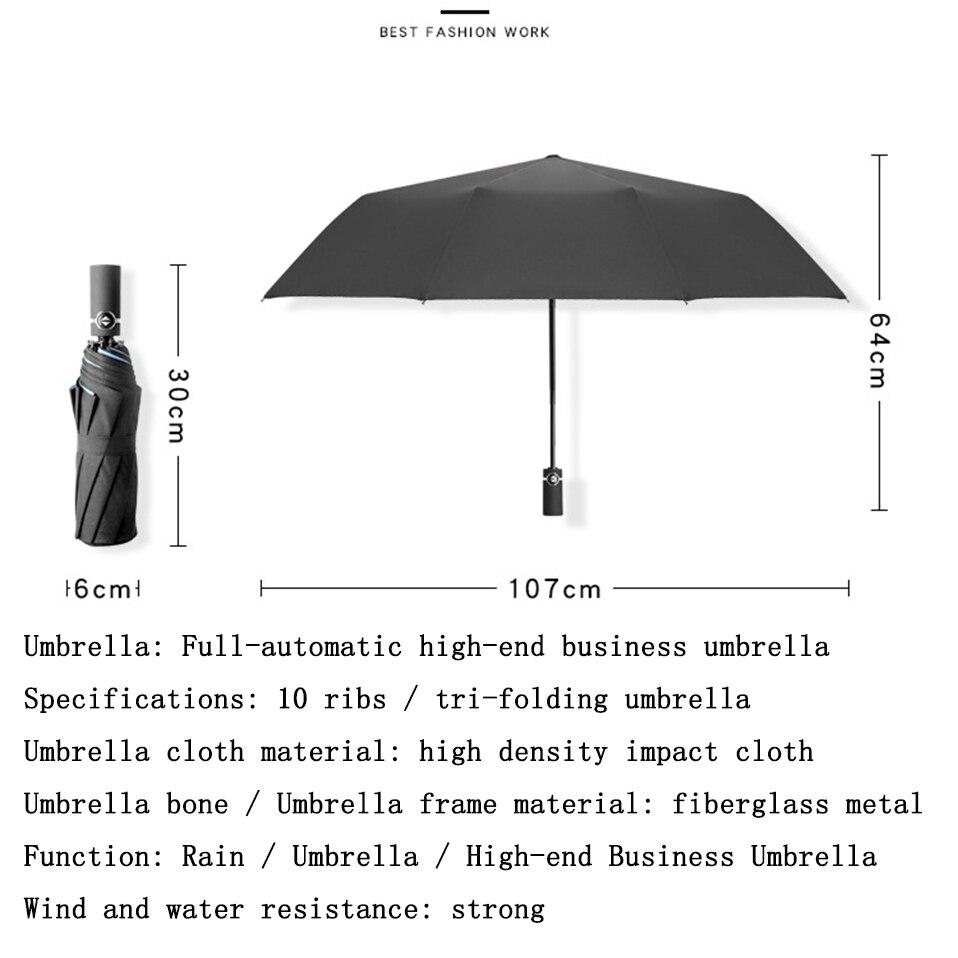 BEST FASHION WORK
30cm
64cm
6cm
107cm
Umbrella: Full-automatic high-end business umbrella
Specifications: 10 ribs / tri-folding umbrella
Umbrella cloth material: high density impact cloth
Umbrella bone / Umbrella frame material: fiberglass metal
Function: Rain / Umbrella / High-end Business Umbrella
Wind and water resistance: strong